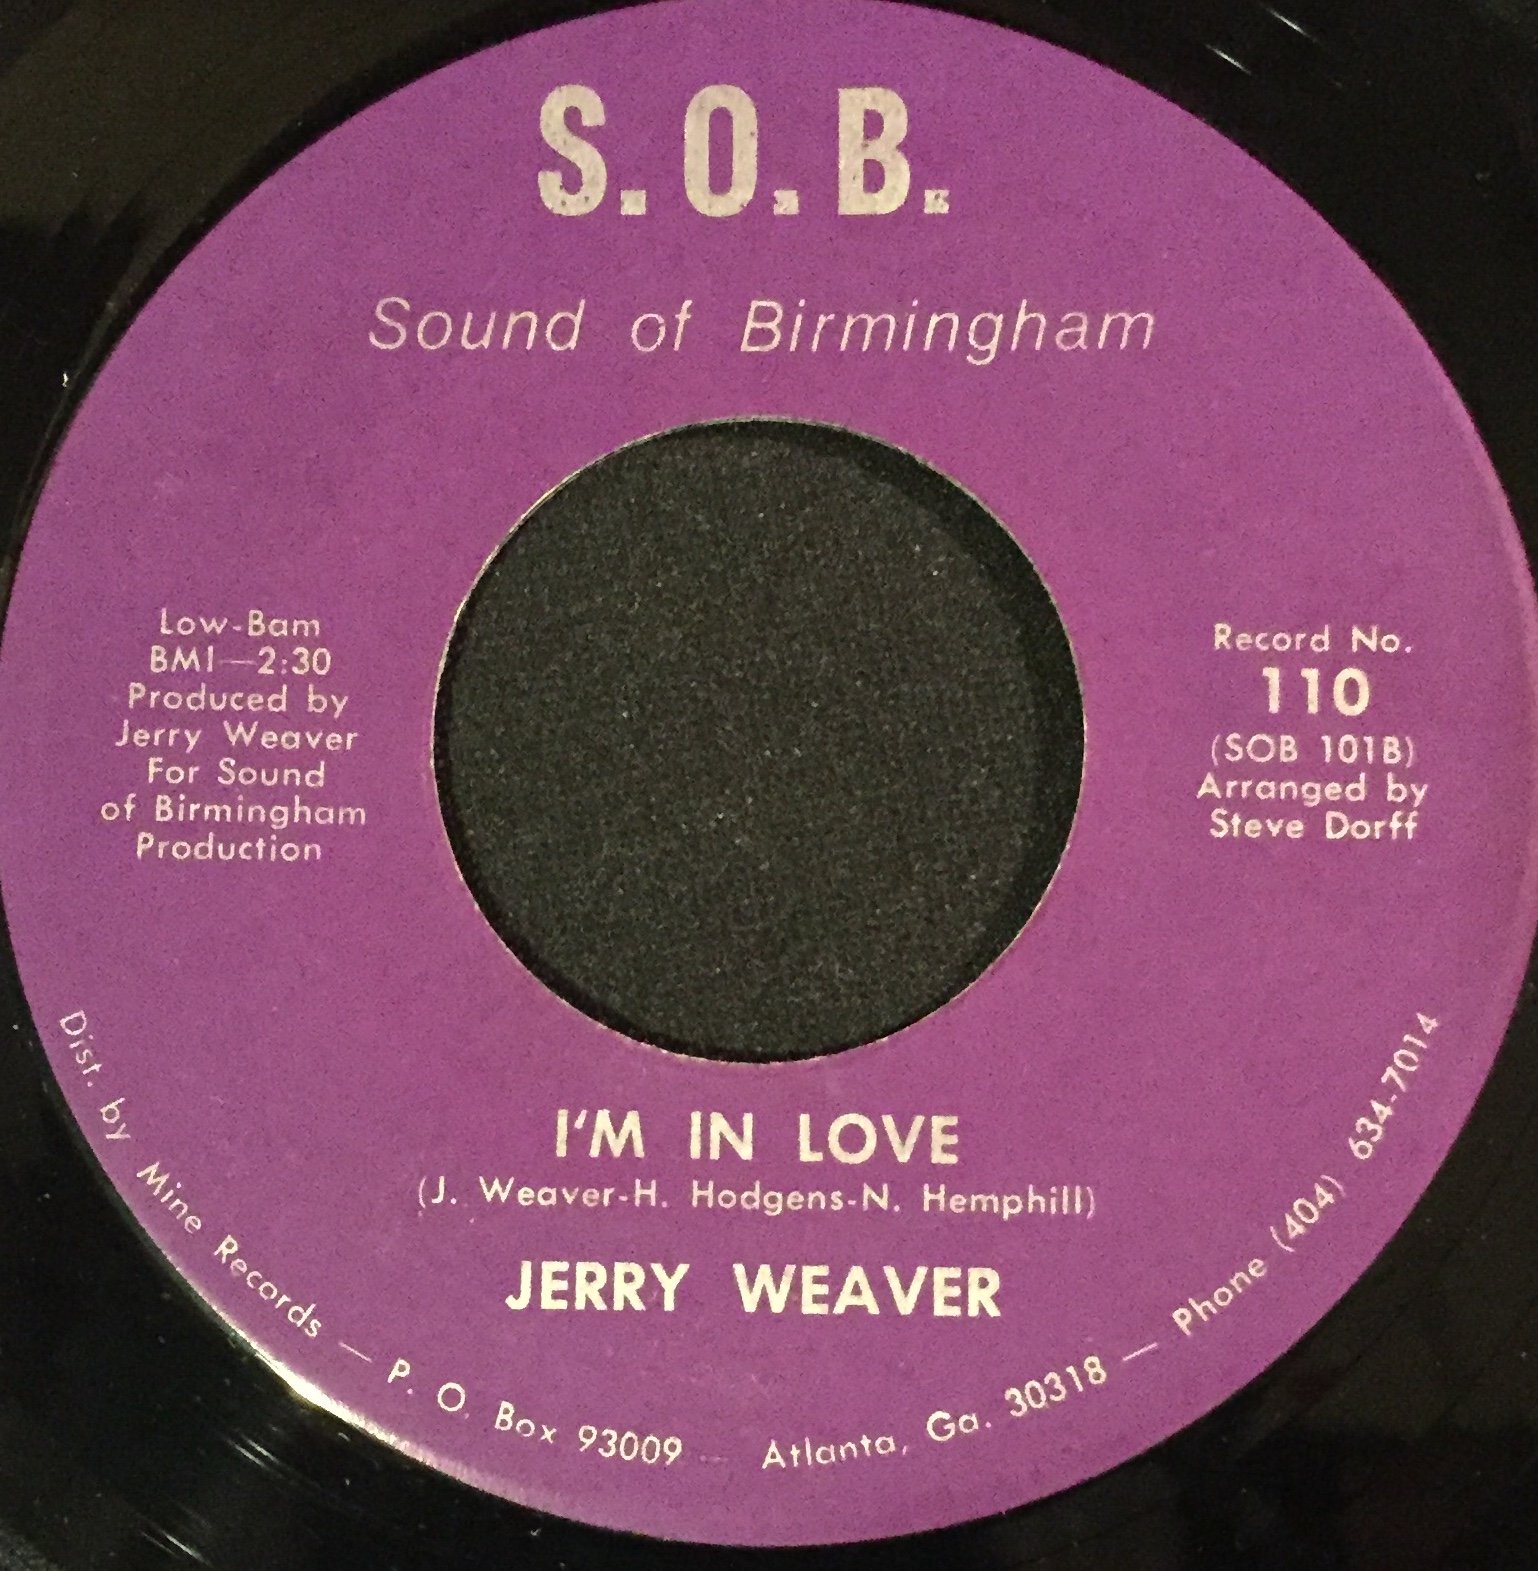 S.O.B.
Sound of Birmingham
Low-Bam
BMI—2:30
Produced by
Jerry Weaver
For Sound
of Birmingham
Production
Record No.
110
(SOB 101B)
Arranged by
Steve Dorff
I'M IN LOVE
(J. Weaver-H. Hodgens-N. Hemphill)
JERRY WEAVER
Dist. by Mine Records — P. O. Box 93009 — Atlanta, Ga. 30318 — Phone (404) 634-7014